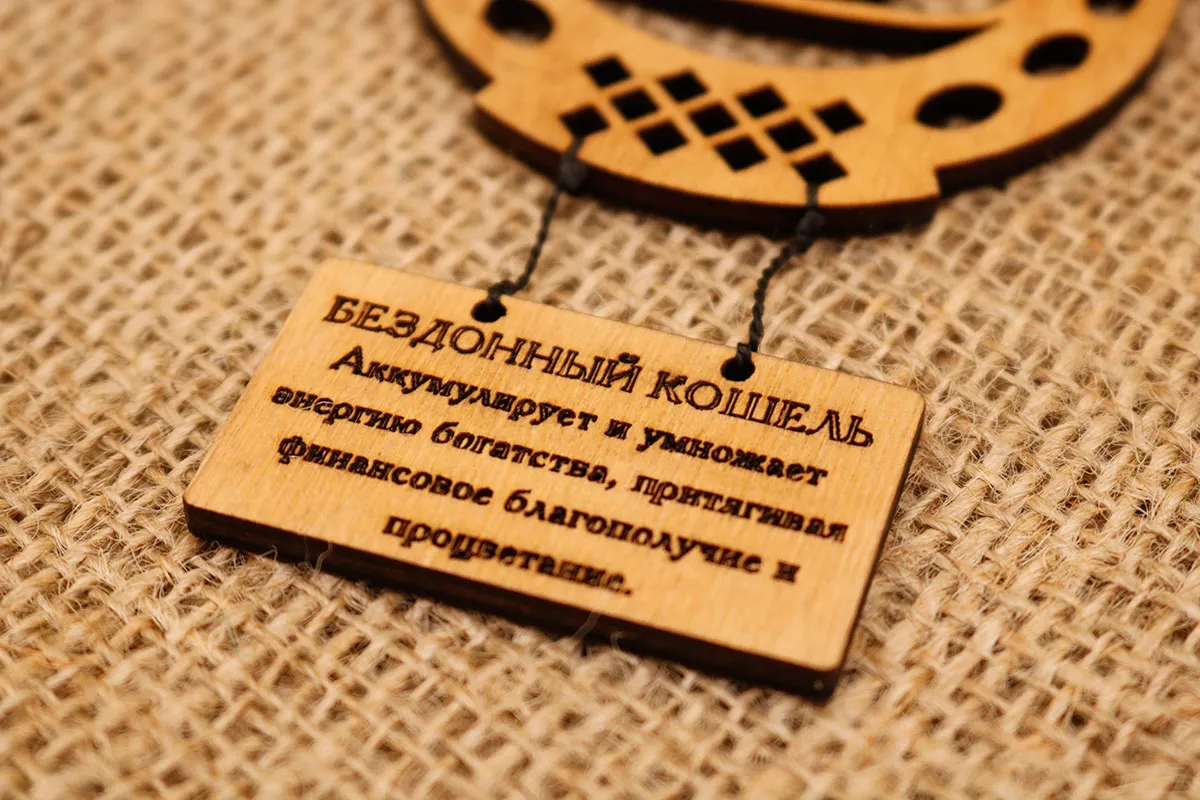 БЕЗДОННЫЙ КОШЕЛЬ
Аккумулирует и умножает
энергию богатства, притягивая
финансовое благополучие и
процветание.